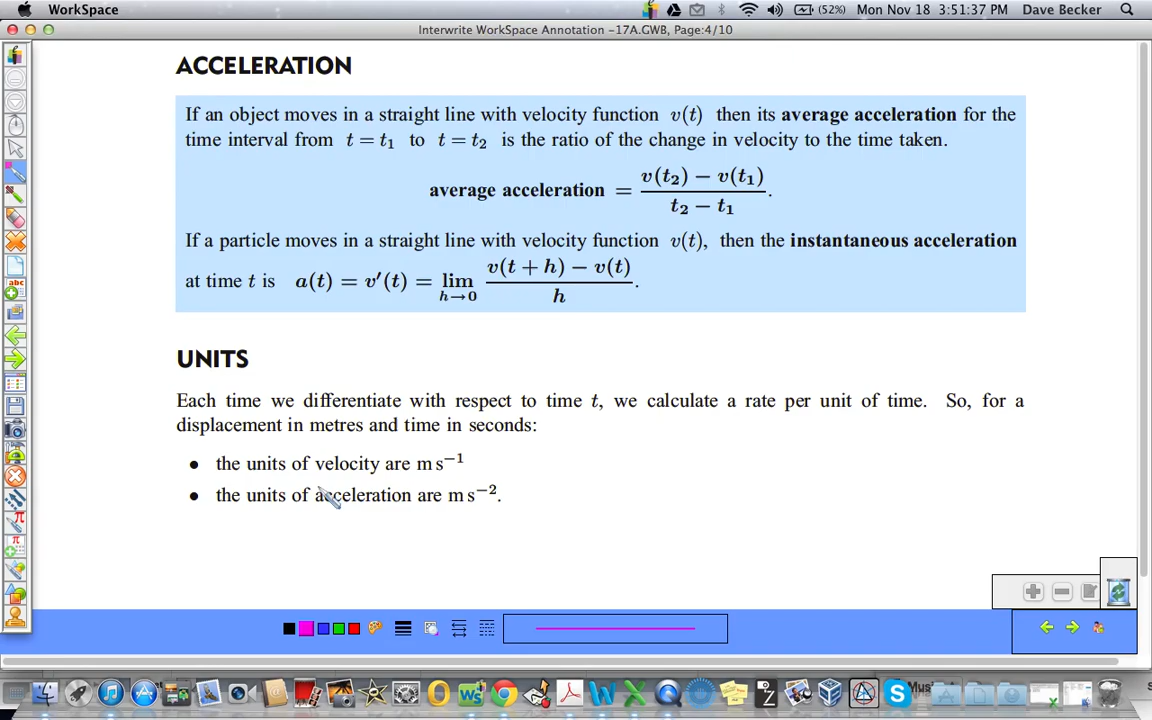 WorkSpace
(52%) Mon Nov 18 3:51:37 PM Dave Becker
Interwrite WorkSpace Annotation -17A.GWB, Page:4/10
ACCELERATION
If an object moves in a straight line with velocity function v(t) then its average acceleration for the
time interval from t = t₁ to t = t₂ is the ratio of the change in velocity to the time taken.
average acceleration = (v(t₂) − v(t₁)) / (t₂ − t₁).
If a particle moves in a straight line with velocity function v(t), then the instantaneous acceleration
at time t is a(t) = v′(t) = lim h→0 (v(t + h) − v(t)) / h.
UNITS
Each time we differentiate with respect to time t, we calculate a rate per unit of time. So, for a
displacement in metres and time in seconds:
• the units of velocity are m s⁻¹
• the units of acceleration are m s⁻².
abc